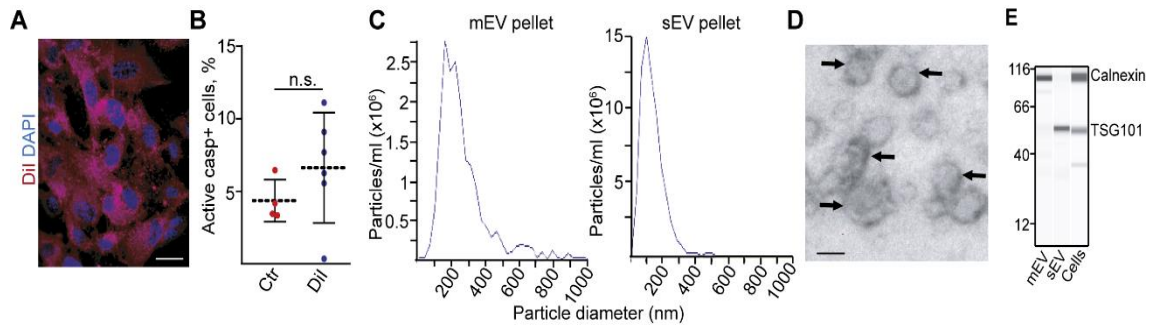 A
DiI DAPI
B
Active casp+ cells, %
15
10
5
n.s.
Ctr
DiI
C
mEV pellet
Particles/ml (x10⁶)
2.5
2
1.5
1
0.5
200
400
600
800
1000
sEV pellet
Particles/ml (x10⁶)
15
10
5
200
400
600
800
1000
Particle diameter (nm)
D
E
116
66
40
12
Calnexin
TSG101
mEV
sEV
Cells